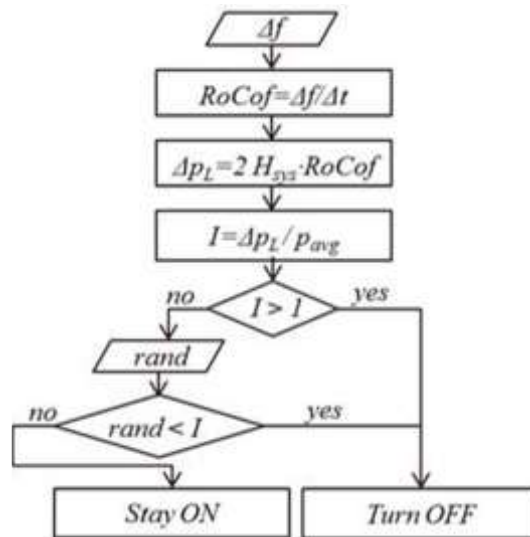 Δf
RoCof=Δf/Δt
Δp_L=2 H_sys·RoCof
I=Δp_L/p_avg
no
I > 1
yes
rand
no
rand < I
yes
Stay ON
Turn OFF